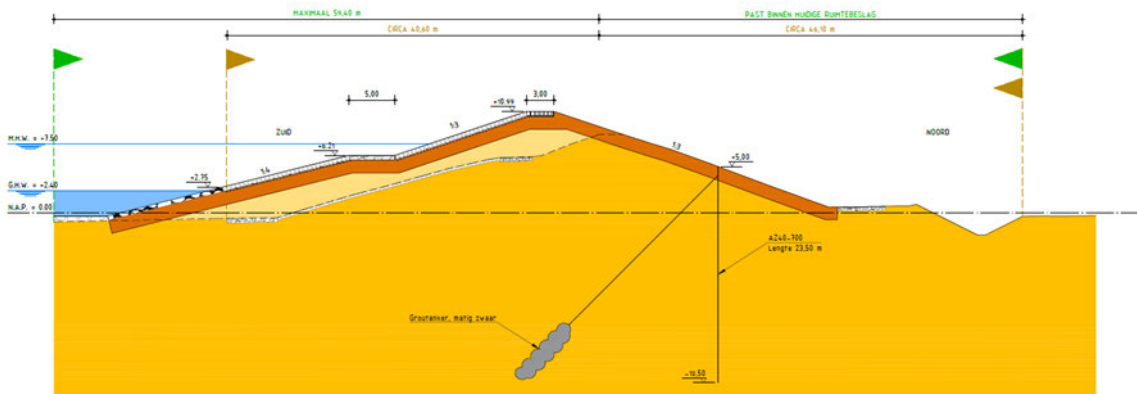 MAXIMAAL 59,40 m
PAST BINNEN HUIDIGE RUIMTEBESLAG
CIRCA 40,60 m
CIRCA 46,10 m
5,00
3,00
+10.99
1:3
ZUID
NOORD
M.H.W. = +7.50
+6.21
1:3
+5,00
1:4
+2.75
G.H.W. = +2.40
N.A.P. = 0.00
AZ40-700
Lengte 23,50 m
Groutanker, matig zwaar
-18,50